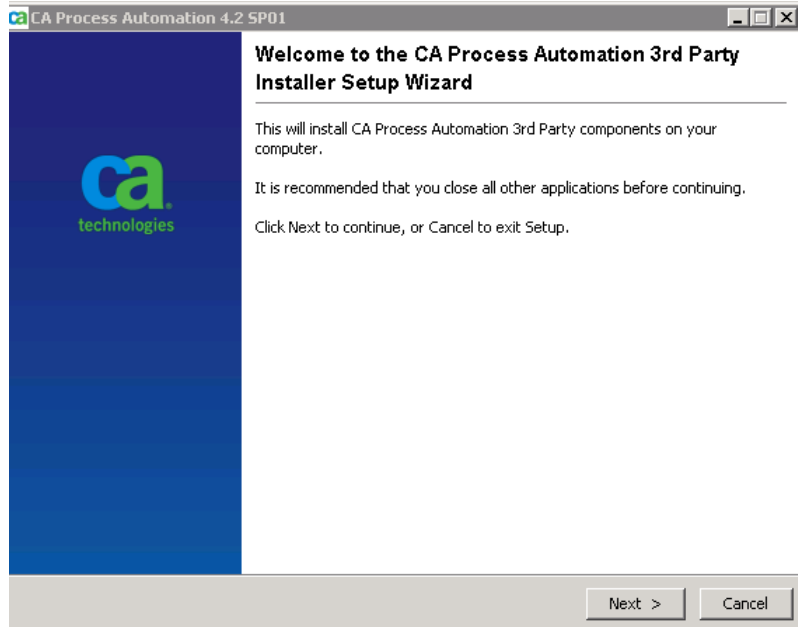 CA Process Automation 4.2 SP01
Welcome to the CA Process Automation 3rd Party
Installer Setup Wizard
This will install CA Process Automation 3rd Party components on your
computer.
It is recommended that you close all other applications before continuing.
Click Next to continue, or Cancel to exit Setup.
ca
technologies
Next >
Cancel